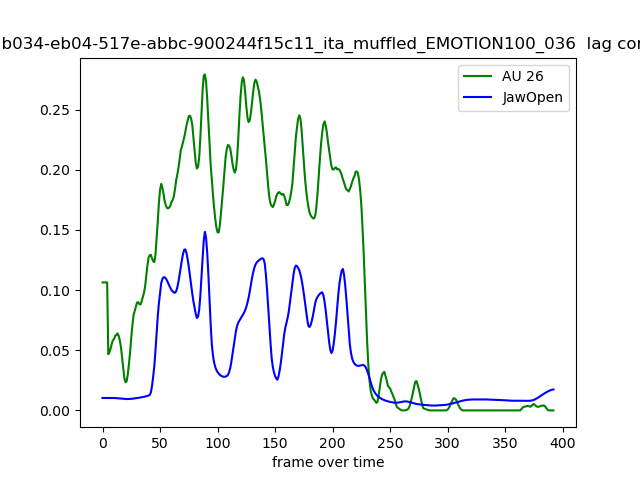 b034-eb04-517e-abbc-900244f15c11_ita_muffled_EMOTION100_036 lag
AU 26
JawOpen
0.25
0.20
0.15
0.10
0.05
0.00
0 50 100 150 200 250 300 350 400
frame over time